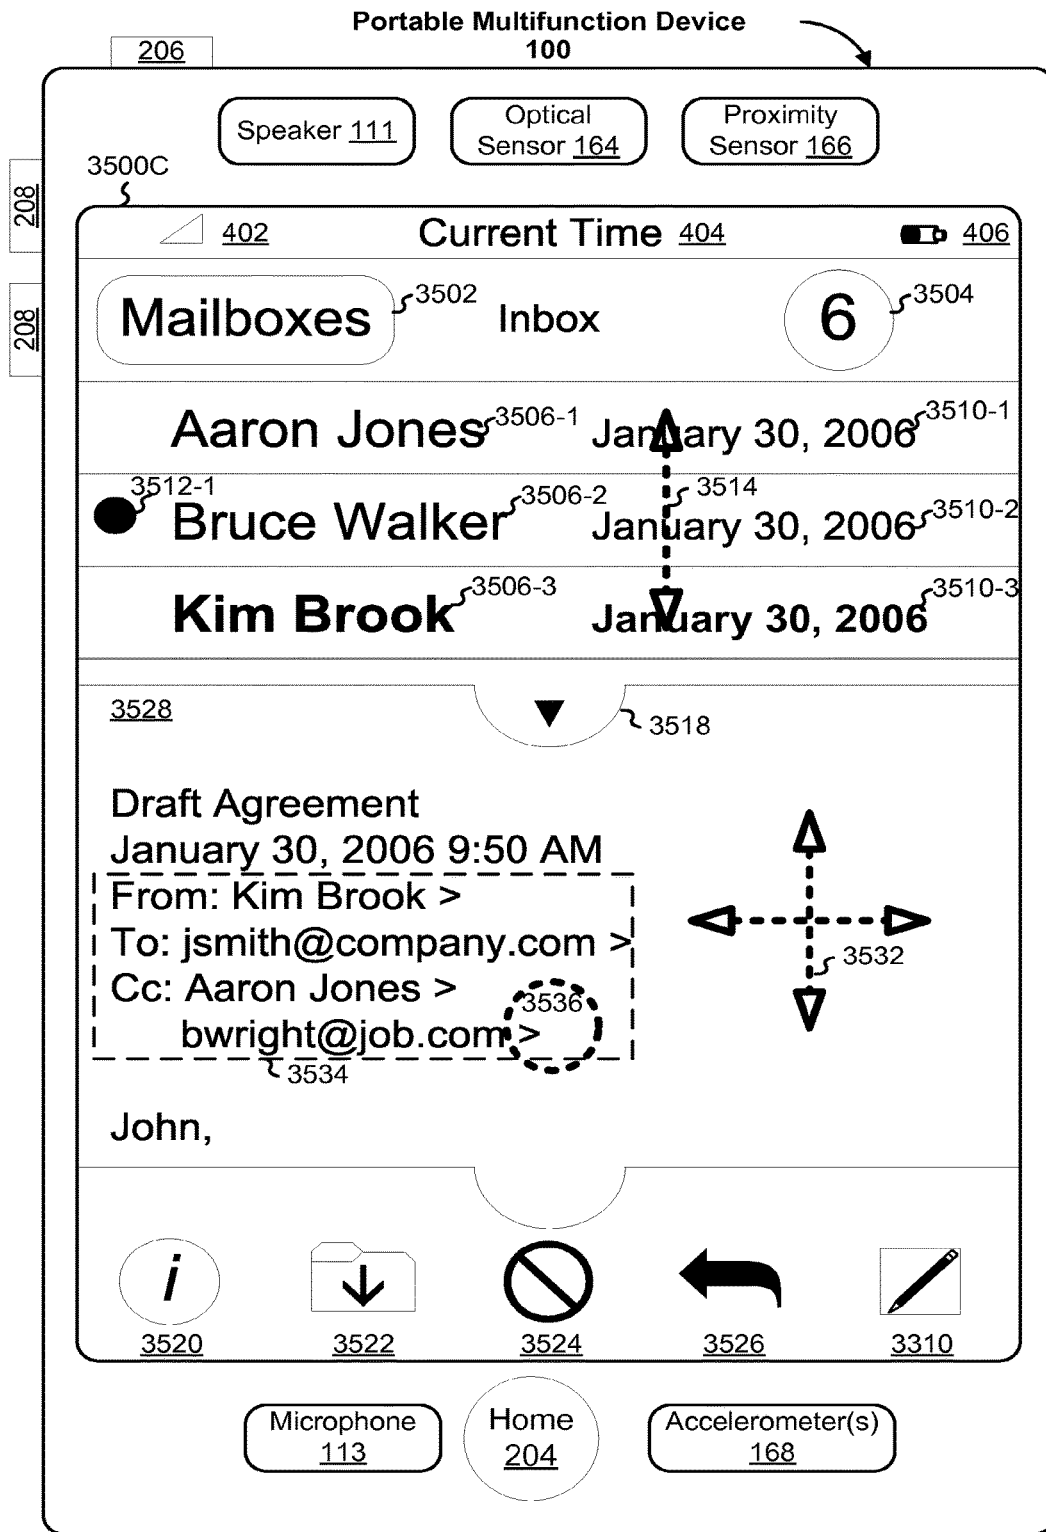 Portable Multifunction Device
100
206
Speaker 111
Optical
Sensor 164
Proximity
Sensor 166
3500C
208
208
402 Current Time 404 406
Mailboxes 3502 Inbox 6 3504
Aaron Jones 3506-1 January 30, 2006 3510-1
3512-1 Bruce Walker 3506-2 3514 January 30, 2006 3510-2
Kim Brook 3506-3 January 30, 2006 3510-3
3528 3518
Draft Agreement
January 30, 2006 9:50 AM
From: Kim Brook >
To: jsmith@company.com >
3532
Cc: Aaron Jones >
3536
bwright@job.com >
3534
John,
i
3520 3522 3524 3526 3310
Microphone
113
Home
204
Accelerometer(s)
168